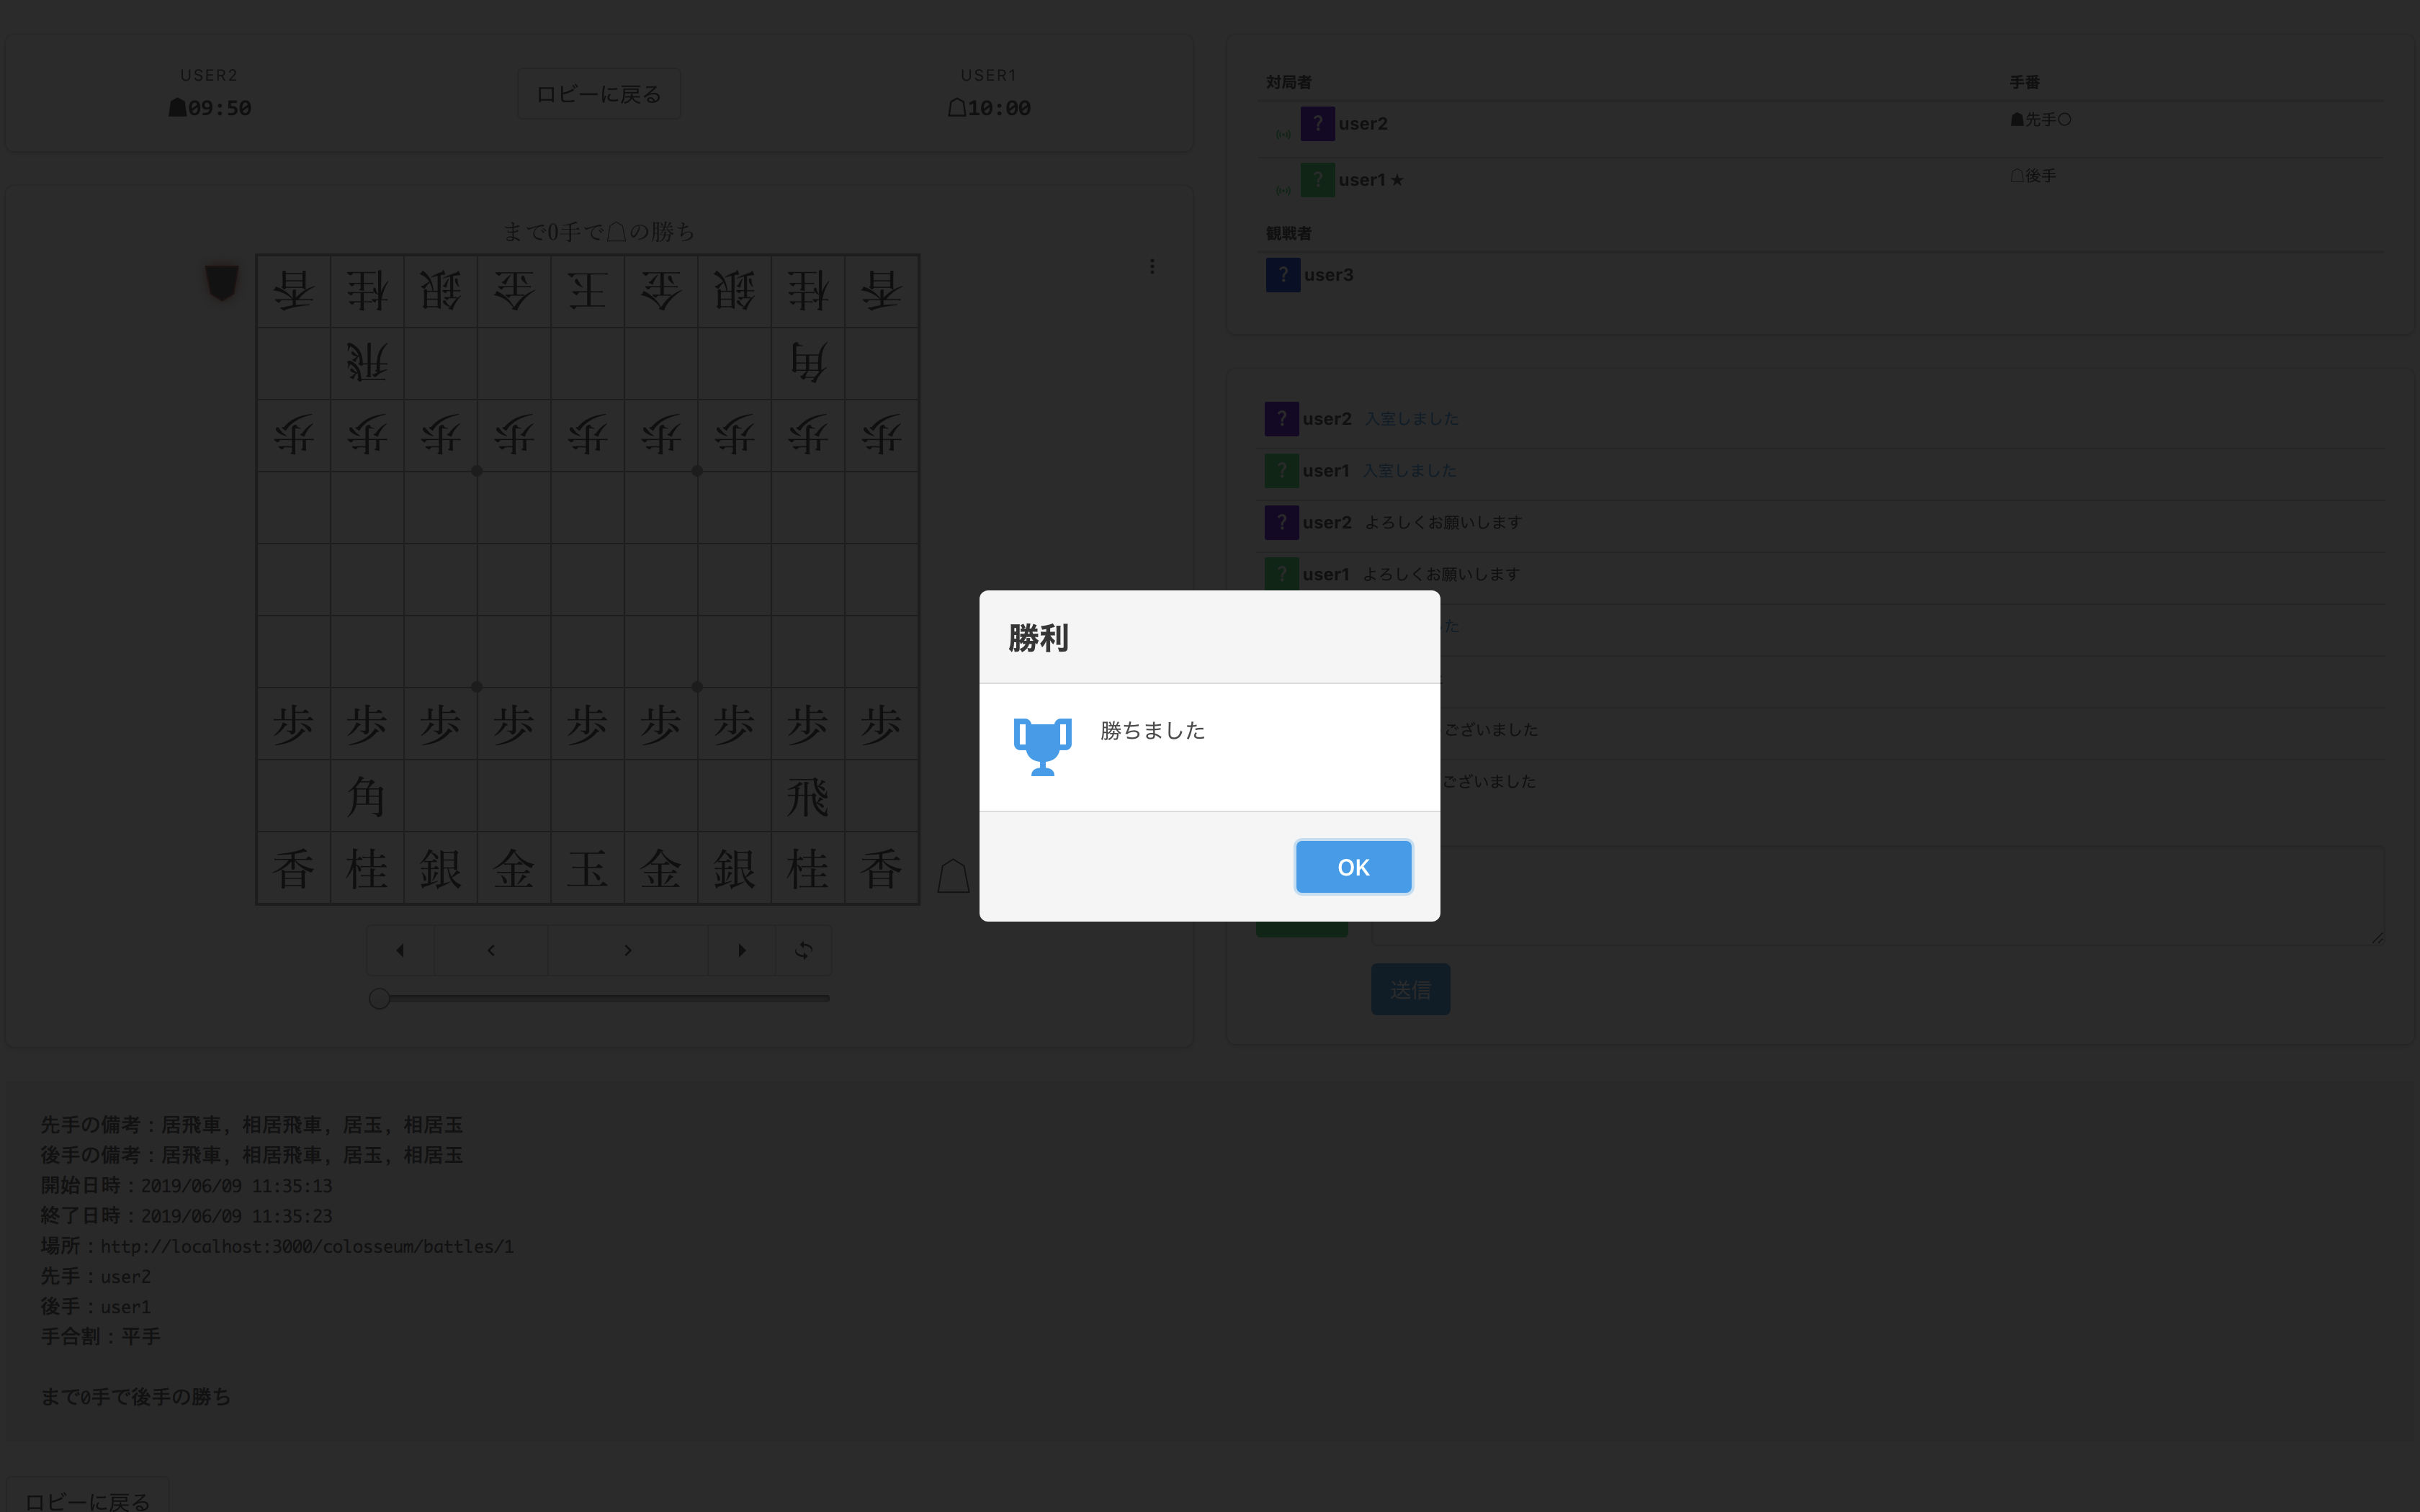 USER2
☗09:50
ロビーに戻る
USER1
☖10:00
まで0手で☖の勝ち
香桂銀金玉金銀桂香
飛角
歩歩歩歩歩歩歩歩歩
歩歩歩歩歩歩歩歩歩
角飛
香桂銀金玉金銀桂香
対局者 手番
? user2 ☗先手○
? user1★ ☖後手
観戦者
? user3
? user2 入室しました
? user1 入室しました
? user2 よろしくお願いします
? user1 よろしくお願いします
た
ございました
ございました
送信
勝利
勝ちました
OK
先手の備考：居飛車, 相居飛車, 居玉, 相居玉
後手の備考：居飛車, 相居飛車, 居玉, 相居玉
開始日時：2019/06/09 11:35:13
終了日時：2019/06/09 11:35:23
場所：http://localhost:3000/colosseum/battles/1
先手：user2
後手：user1
手合割：平手
まで0手で後手の勝ち
ロビーに戻る